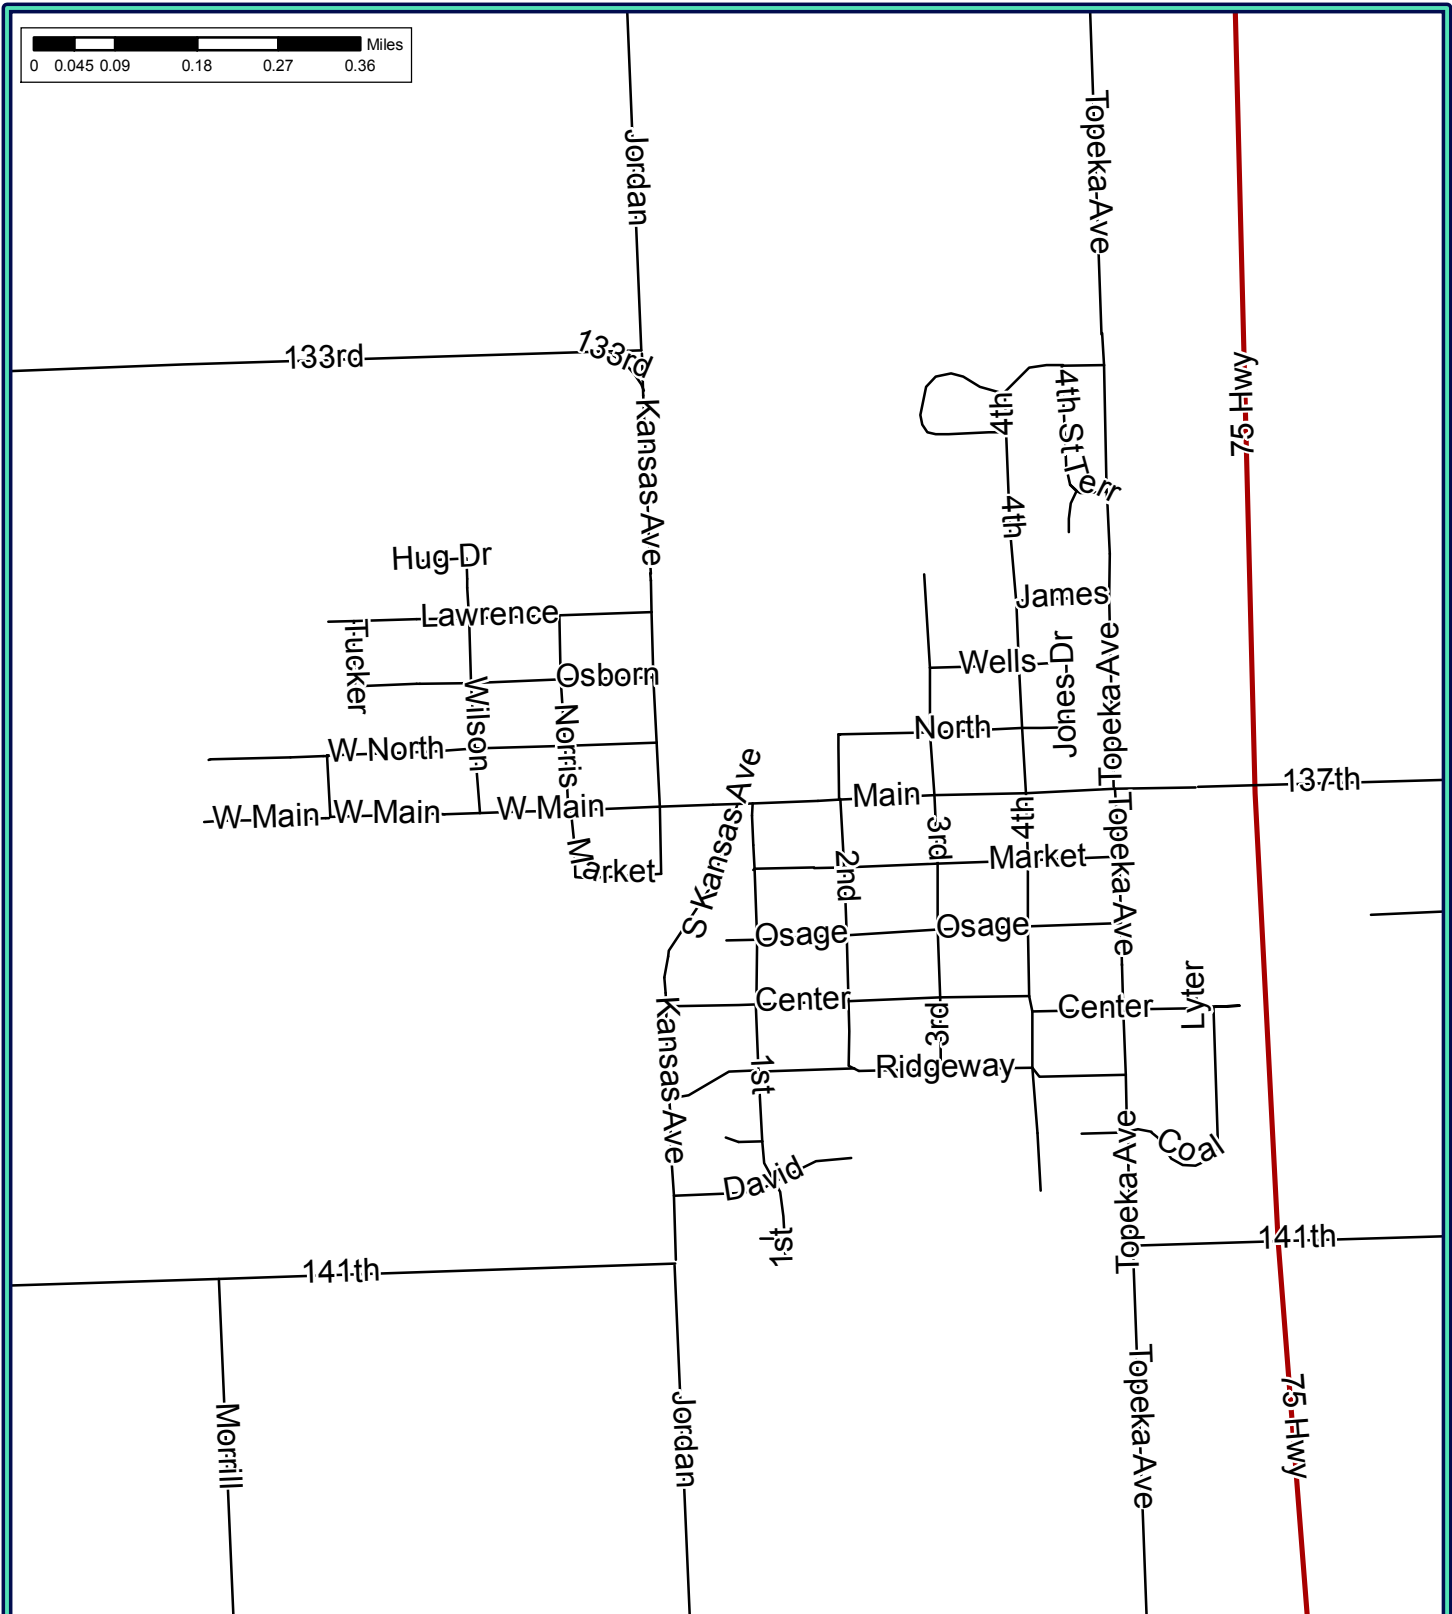 Miles
0 0.045 0.09 0.18 0.27 0.36
Jordan
Topeka Ave
133rd
133rd
75 Hwy
Kansas Ave
4th
4th St Terr
4th
Hug Dr
James
Lawrence
Tucker
Osborn
Wells
Jones Dr
Topeka Ave
Wilson
Norris
North
W North
S Kansas Ave
Topeka Ave
137th
W Main
W Main
W Main
Main
3rd
4th
Market
2nd
Market
Osage
Osage
Topeka Ave
Center
Center
Lyter
Kansas Ave
3rd
1st
Ridgeway
Coal
David
Topeka Ave
1st
141th
141th
Morrill
Jordan
Topeka Ave
75 Hwy